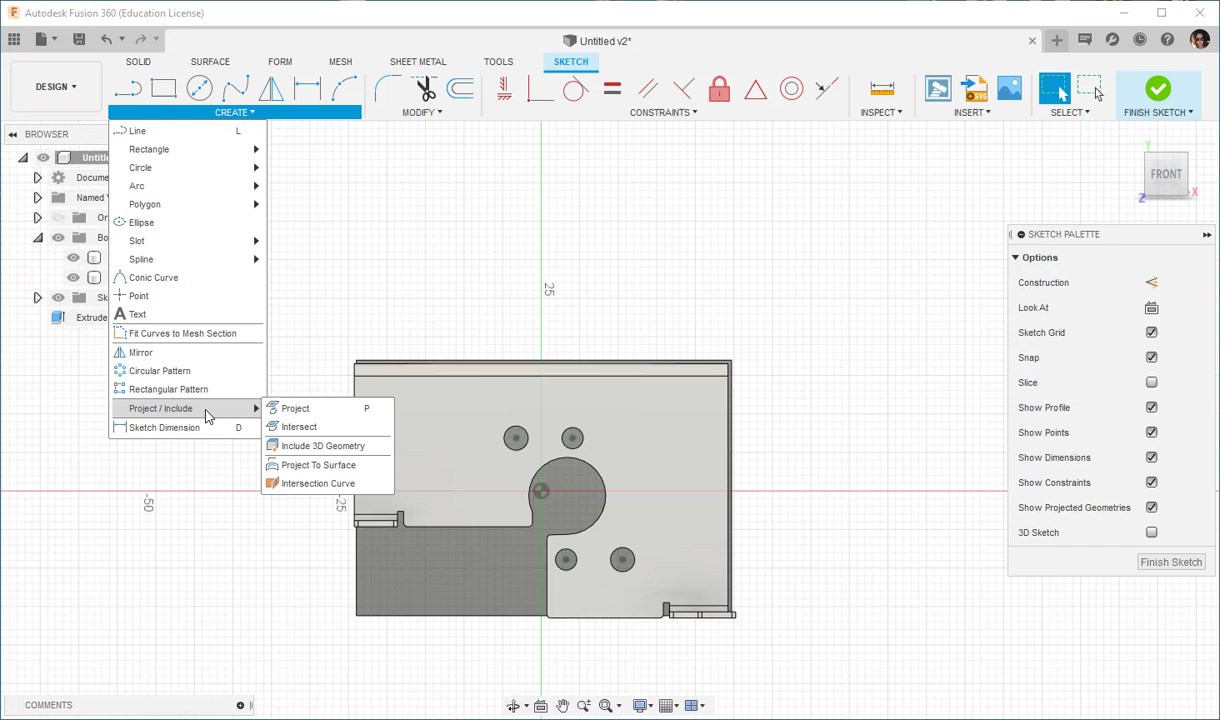 Autodesk Fusion 360 (Education License)
Untitled v2*
SOLID SURFACE FORM MESH SHEET METAL TOOLS SKETCH
DESIGN
CREATE MODIFY CONSTRAINTS INSPECT INSERT SELECT FINISH SKETCH
BROWSER
Line L
Rectangle
Circle
Arc
Polygon
Ellipse
Slot
Spline
Conic Curve
Point
Text
Fit Curves to Mesh Section
Mirror
Circular Pattern
Rectangular Pattern
Project / Include
Sketch Dimension D
Project P
Intersect
Include 3D Geometry
Project To Surface
Intersection Curve
Untitl
Docume
Named V
Or
Bo
Sk
Extrude
25
-50
-25
Y
FRONT
Z
X
SKETCH PALETTE
Options
Construction
Look At
Sketch Grid
Snap
Slice
Show Profile
Show Points
Show Dimensions
Show Constraints
Show Projected Geometries
3D Sketch
Finish Sketch
COMMENTS